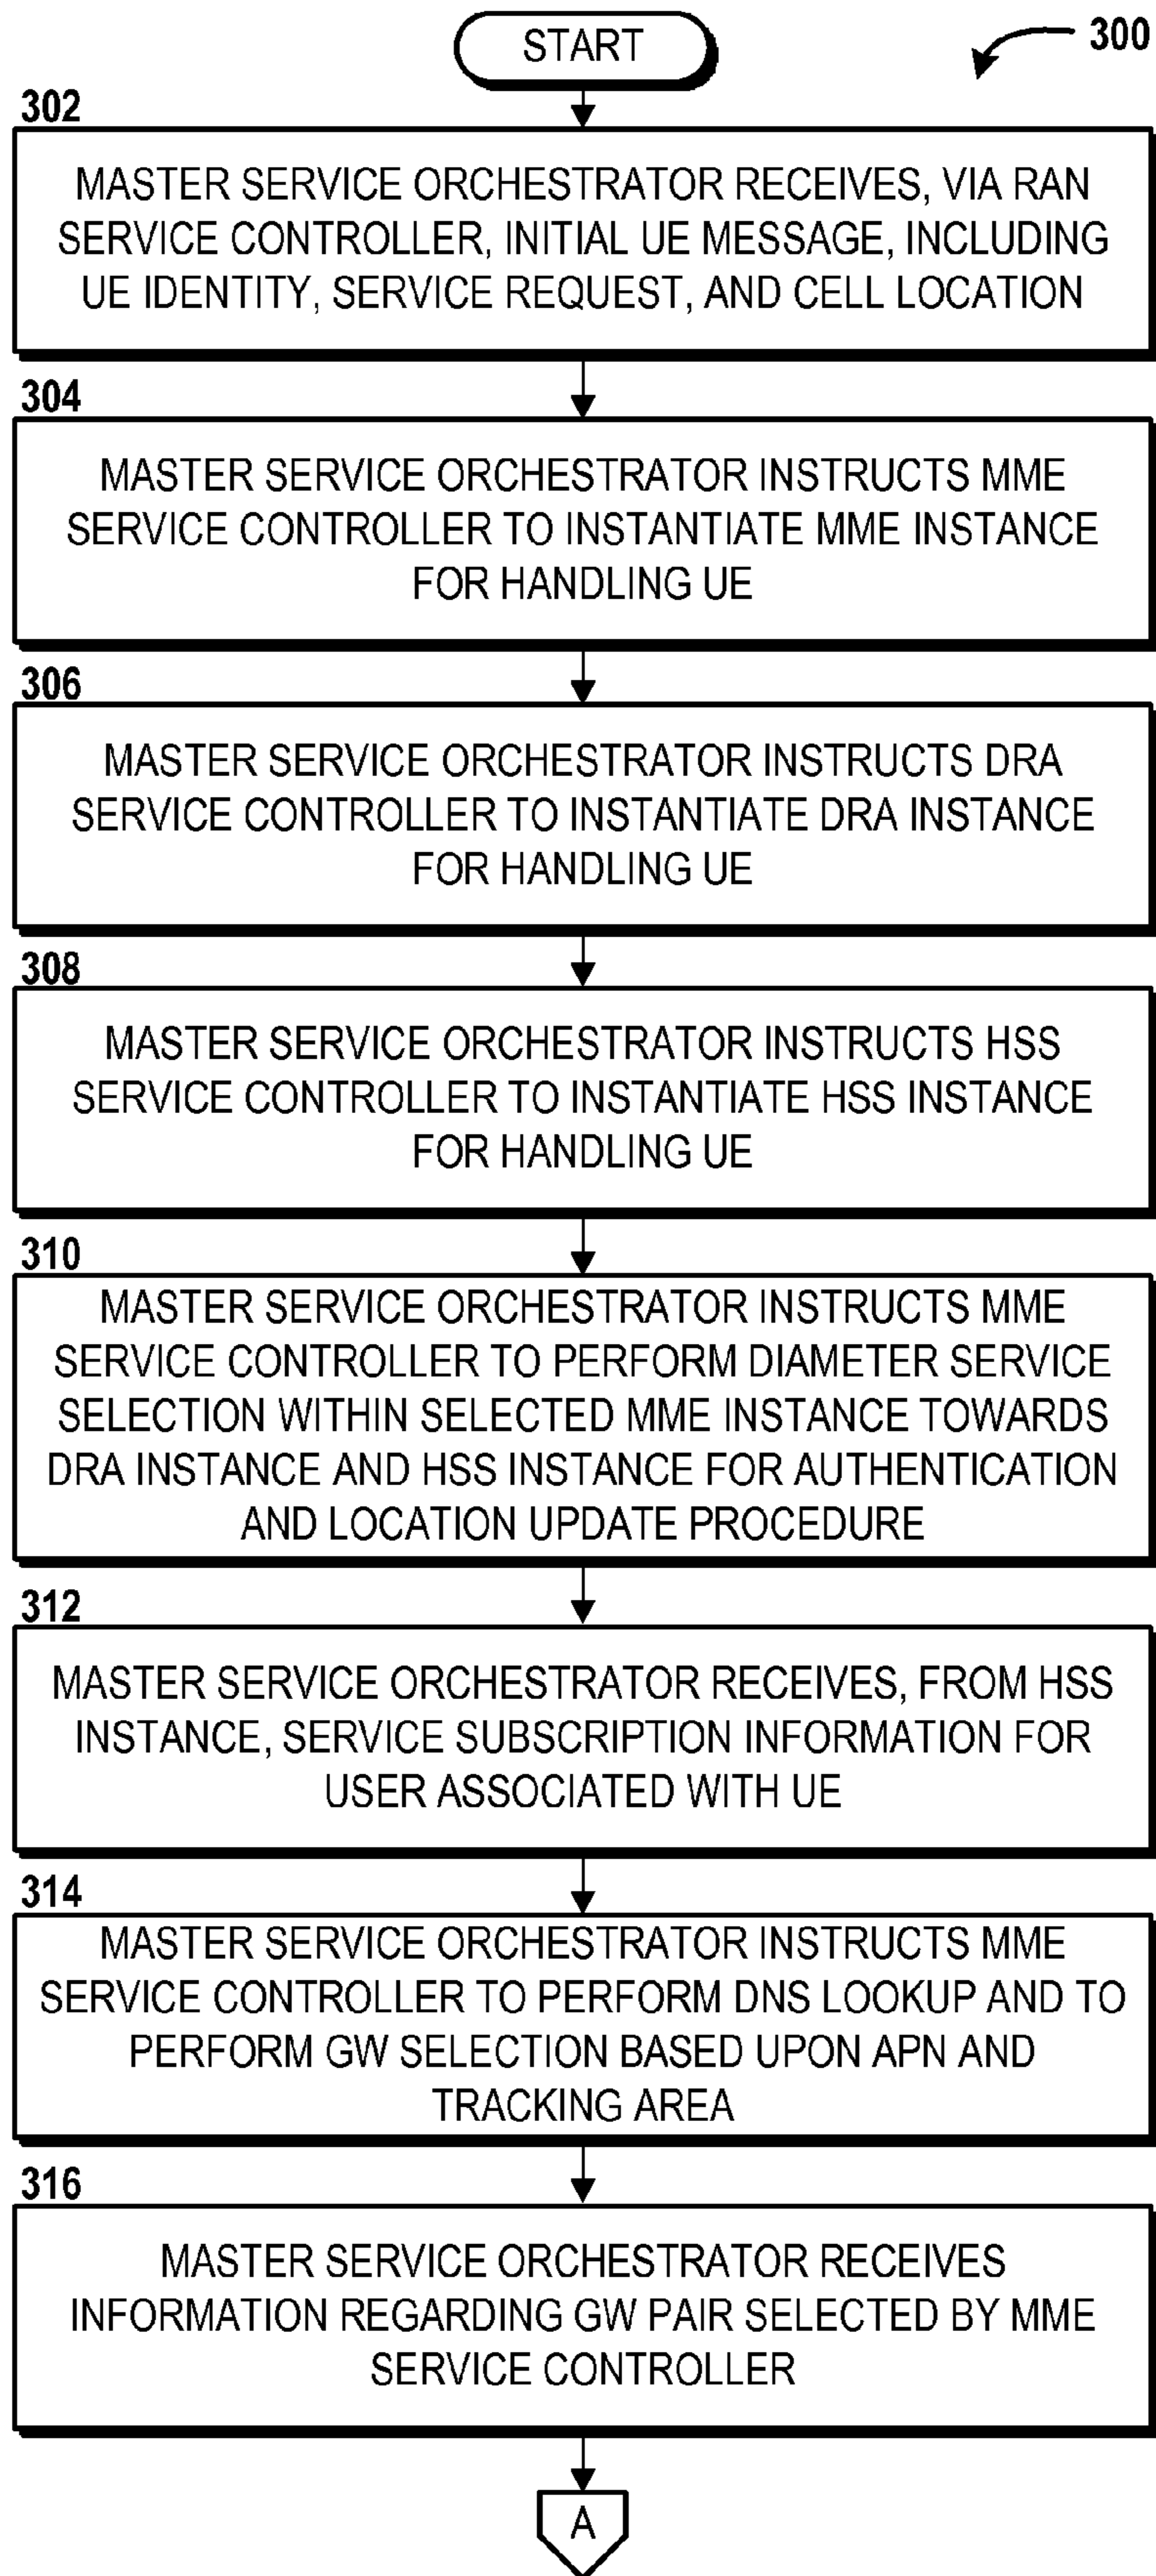 START
300
302
MASTER SERVICE ORCHESTRATOR RECEIVES, VIA RAN
SERVICE CONTROLLER, INITIAL UE MESSAGE, INCLUDING
UE IDENTITY, SERVICE REQUEST, AND CELL LOCATION
304
MASTER SERVICE ORCHESTRATOR INSTRUCTS MME
SERVICE CONTROLLER TO INSTANTIATE MME INSTANCE
FOR HANDLING UE
306
MASTER SERVICE ORCHESTRATOR INSTRUCTS DRA
SERVICE CONTROLLER TO INSTANTIATE DRA INSTANCE
FOR HANDLING UE
308
MASTER SERVICE ORCHESTRATOR INSTRUCTS HSS
SERVICE CONTROLLER TO INSTANTIATE HSS INSTANCE
FOR HANDLING UE
310
MASTER SERVICE ORCHESTRATOR INSTRUCTS MME
SERVICE CONTROLLER TO PERFORM DIAMETER SERVICE
SELECTION WITHIN SELECTED MME INSTANCE TOWARDS
DRA INSTANCE AND HSS INSTANCE FOR AUTHENTICATION
AND LOCATION UPDATE PROCEDURE
312
MASTER SERVICE ORCHESTRATOR RECEIVES, FROM HSS
INSTANCE, SERVICE SUBSCRIPTION INFORMATION FOR
USER ASSOCIATED WITH UE
314
MASTER SERVICE ORCHESTRATOR INSTRUCTS MME
SERVICE CONTROLLER TO PERFORM DNS LOOKUP AND TO
PERFORM GW SELECTION BASED UPON APN AND
TRACKING AREA
316
MASTER SERVICE ORCHESTRATOR RECEIVES
INFORMATION REGARDING GW PAIR SELECTED BY MME
SERVICE CONTROLLER
A